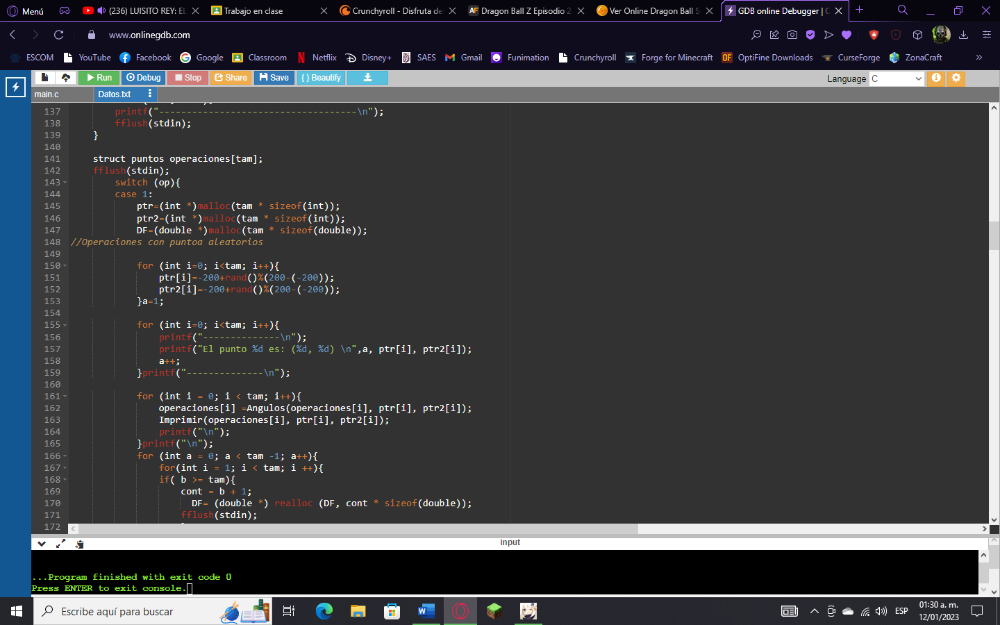 Menú
(236) LUISITO REY: EL
Trabajo en clase
Crunchyroll - Disfruta de
AF Dragon Ball Z Episodio 2
Ver Online Dragon Ball S
GDB online Debugger | C
www.onlinegdb.com
ESCOM YouTube Facebook Google Classroom Netflix Disney+ SAES Gmail Funimation Crunchyroll Forge for Minecraft OF OptiFine Downloads CurseForge ZonaCraft »
Run Debug Stop Share Save { } Beautify
Language C
main.c Datos.txt
137 printf("------------------------------------\n");
138 fflush(stdin);
139 }
140
141 struct puntos operaciones[tam];
142 fflush(stdin);
143 switch (op){
144 case 1:
145 ptr=(int *)malloc(tam * sizeof(int));
146 ptr2=(int *)malloc(tam * sizeof(int));
147 DF=(double *)malloc(tam * sizeof(double));
148 //Operaciones con puntoa aleatorios
149
150 for (int i=0; i<tam; i++){
151 ptr[i]=-200+rand()%(200-(-200));
152 ptr2[i]=-200+rand()%(200-(-200));
153 }a=1;
154
155 for (int i=0; i<tam; i++){
156 printf("--------------\n");
157 printf("El punto %d es: (%d, %d) \n",a, ptr[i], ptr2[i]);
158 a++;
159 }printf("--------------\n");
160
161 for (int i = 0; i < tam; i++){
162 operaciones[i] =Angulos(operaciones[i], ptr[i], ptr2[i]);
163 Imprimir(operaciones[i], ptr[i], ptr2[i]);
164 printf("\n");
165 }printf("\n");
166 for (int a = 0; a < tam -1; a++){
167 for(int i = 1; i < tam; i ++){
168 if( b >= tam){
169 cont = b + 1;
170 DF= (double *) realloc (DF, cont * sizeof(double));
171 fflush(stdin);
172
input
...Program finished with exit code 0
Press ENTER to exit console.
Escribe aquí para buscar
ESP
01:30 a. m.
12/01/2023